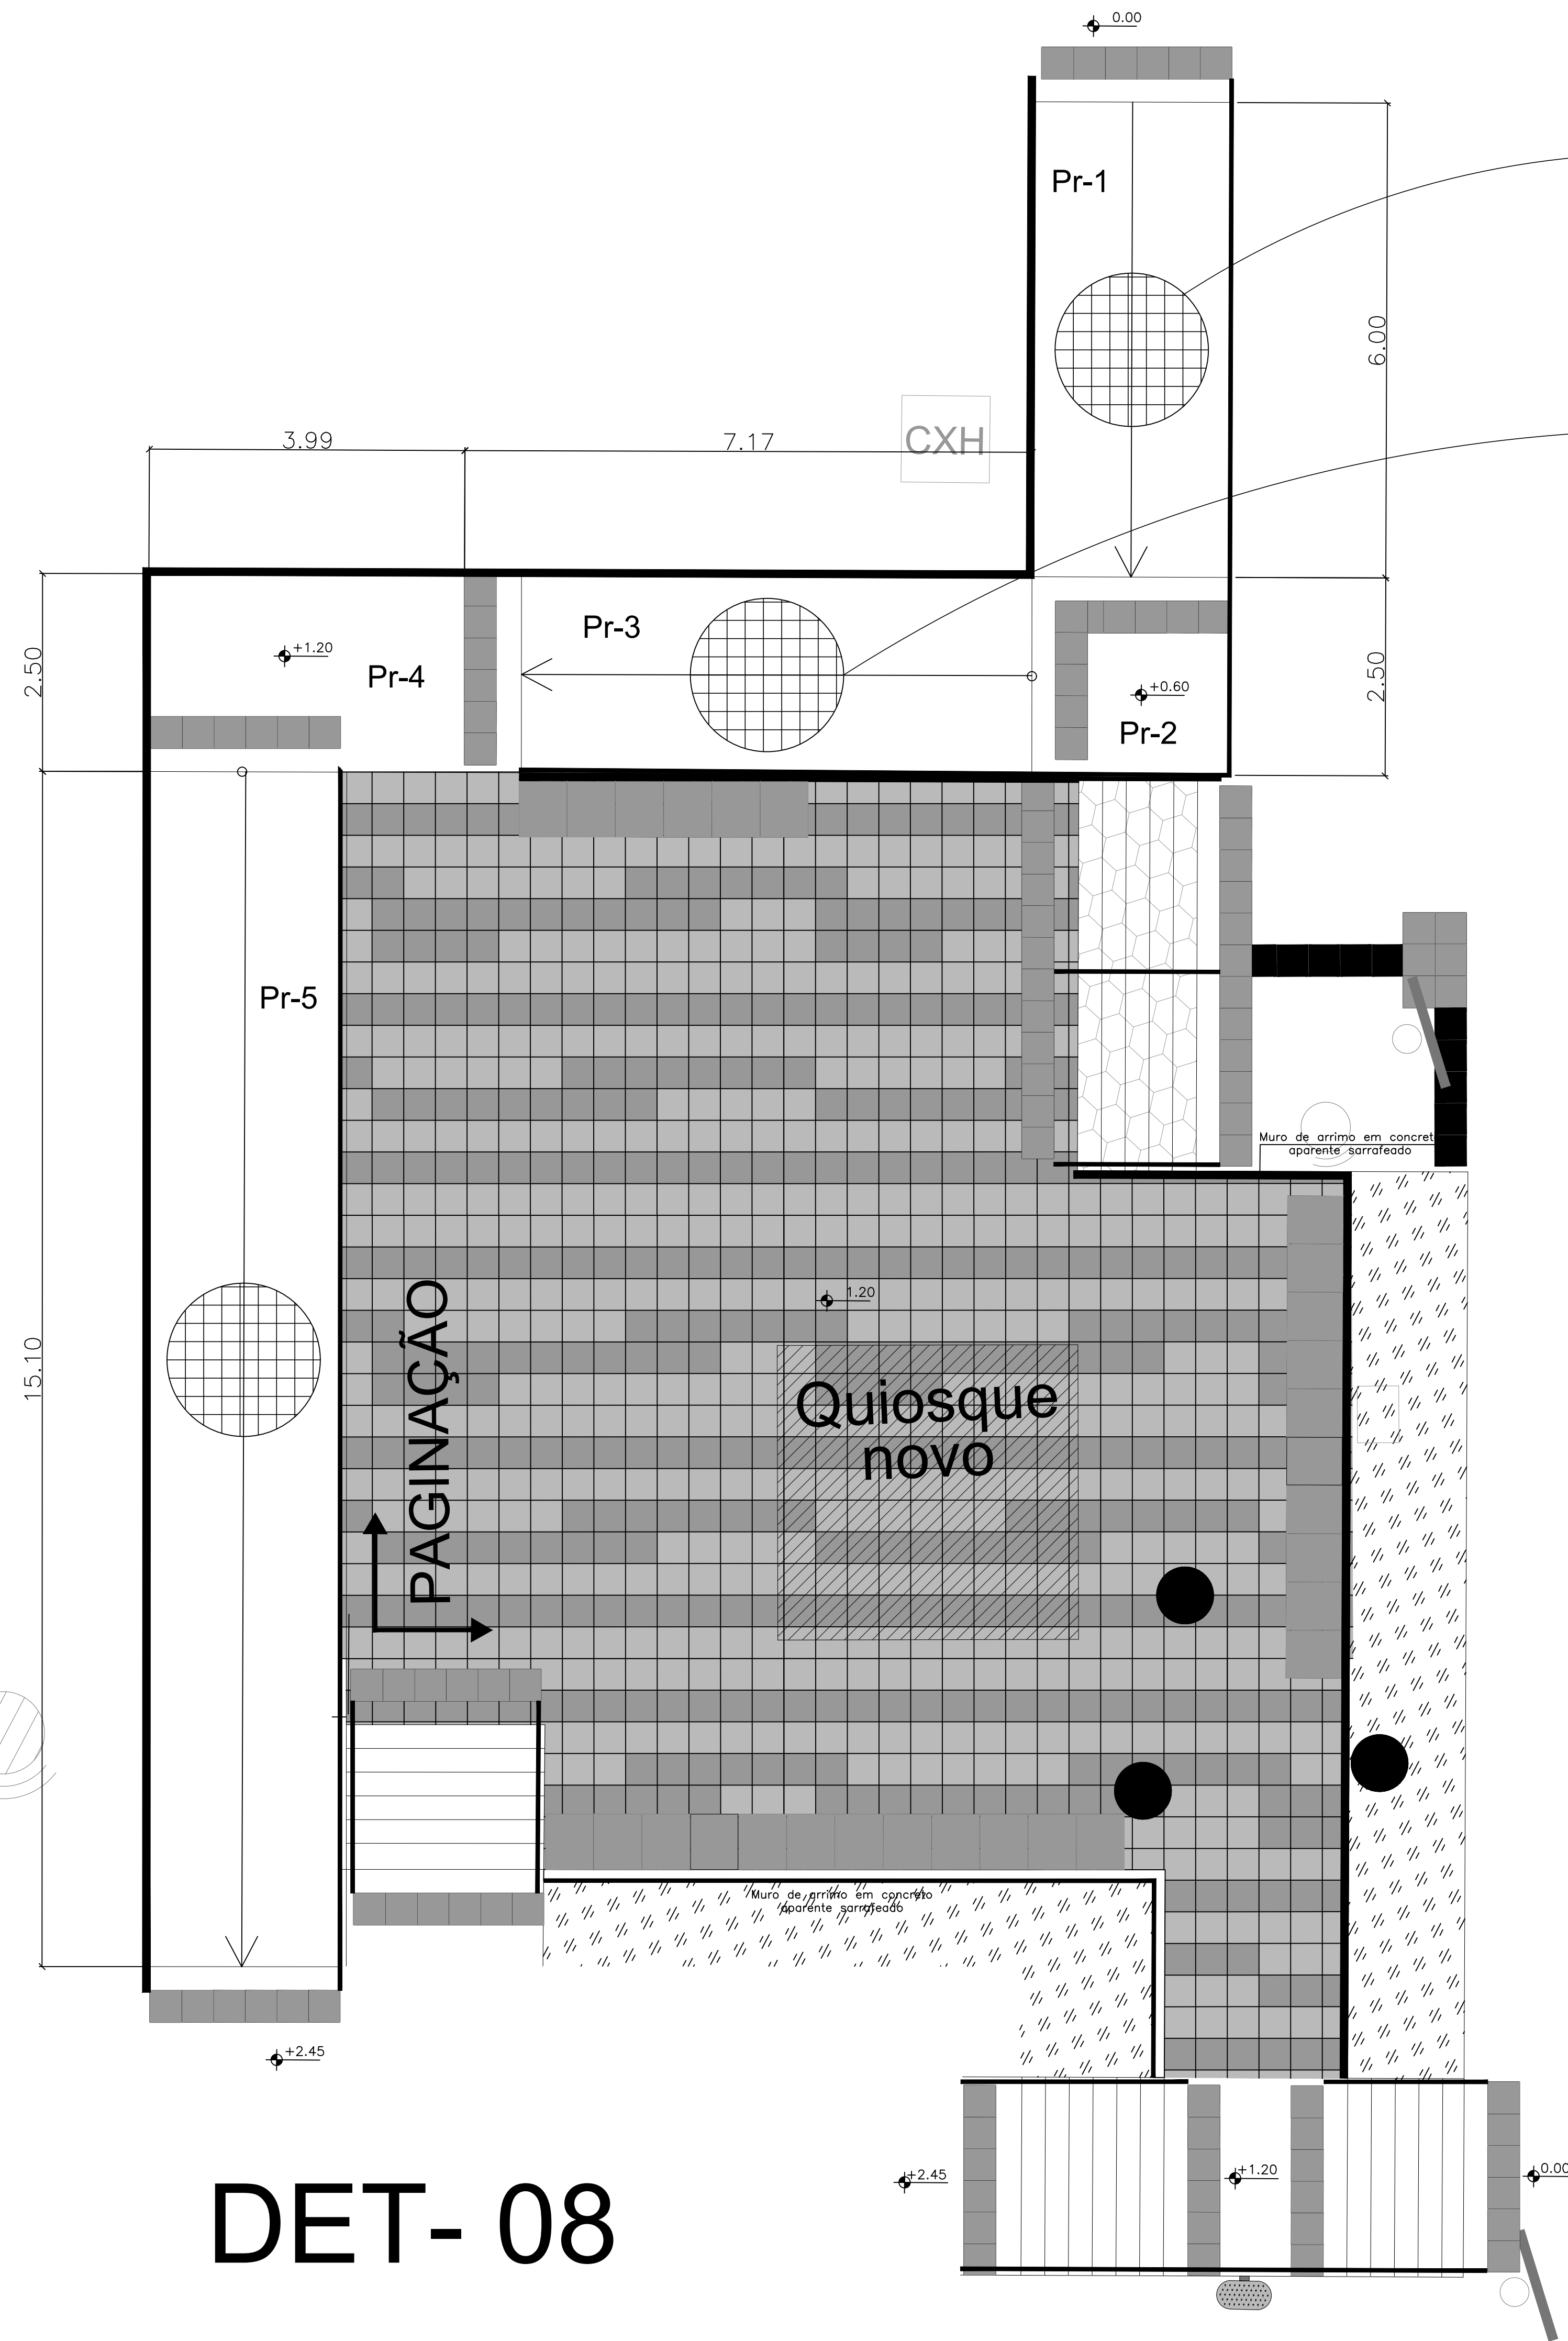 0.00
Pr-1
6.00
CXH
3.99
7.17
Pr-3
2.50
+1.20
Pr-4
+0.60
2.50
Pr-2
Pr-5
Muro de arrimo em concret
aparente sarrafeado
1.20
15.10
PAGINAÇÃO
Quiosque
novo
Muro de arrimo em concreto
aparente sarrafeado
+2.45
+2.45
+1.20
0.00
DET- 08